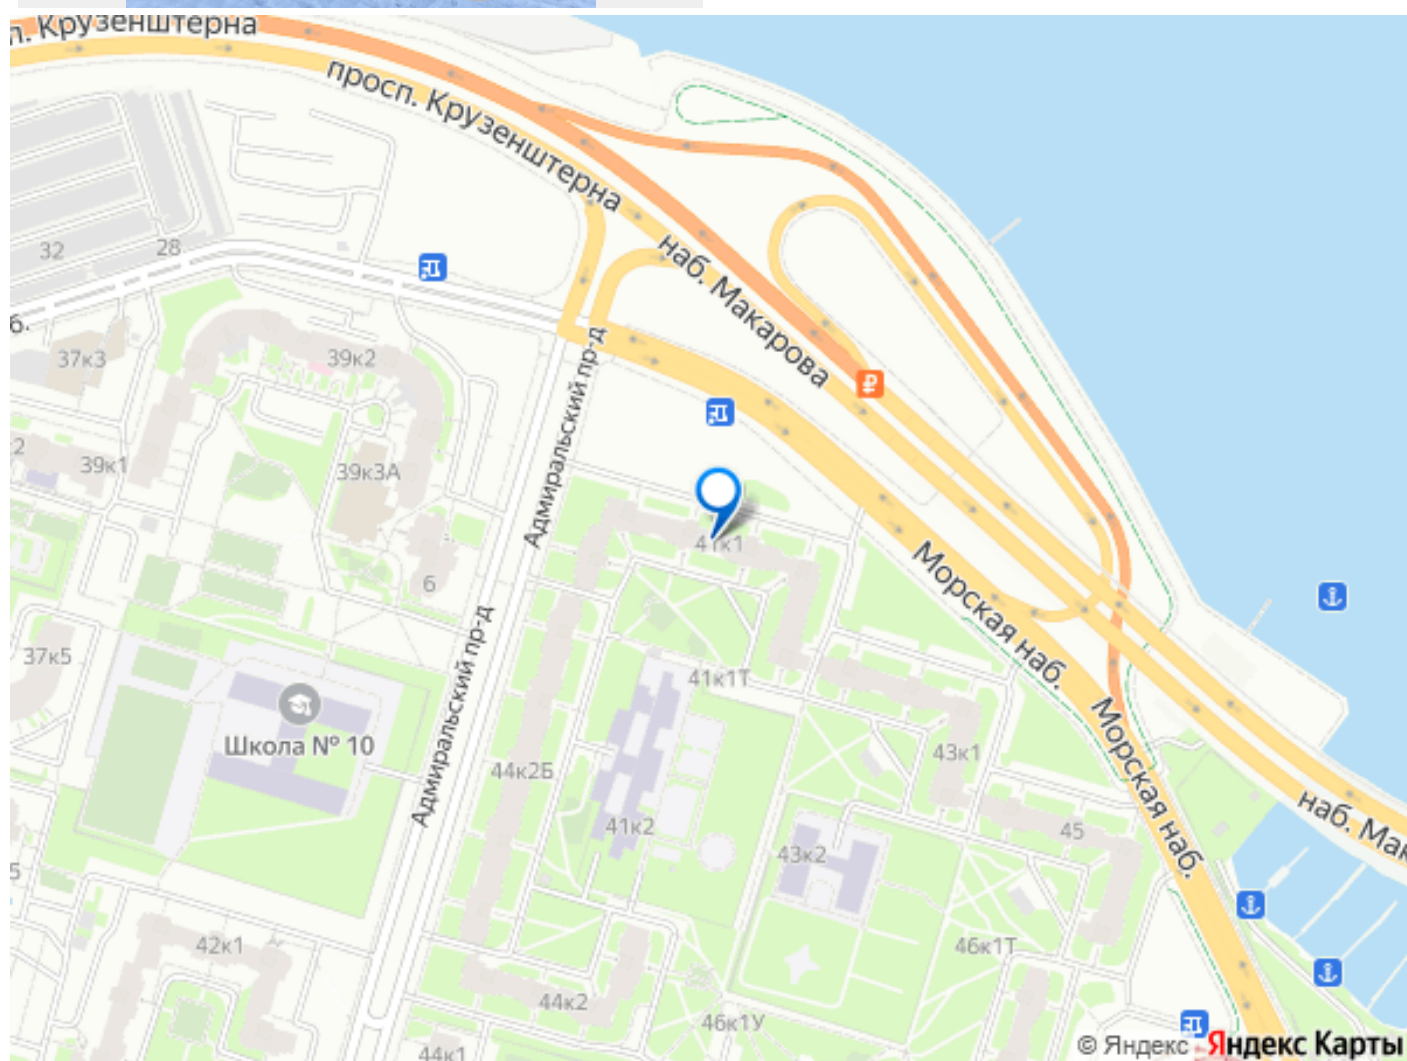 п. Крузенштерна
просп. Крузенштерна
наб. Макарова
32
28
б.
37к3
39к2
Адмиральский пр-д
2
39к1
39к3А
41к1
6
Морская наб.
37к5
41к1Т
Адмиральский пр-д
Школа № 10
44к2Б
43к1
Морская наб.
наб. Мак
41к2
45
43к2
5
42к1
46к1Т
44к2
46к1У
44к1
© Яндекс Яндекс Карты